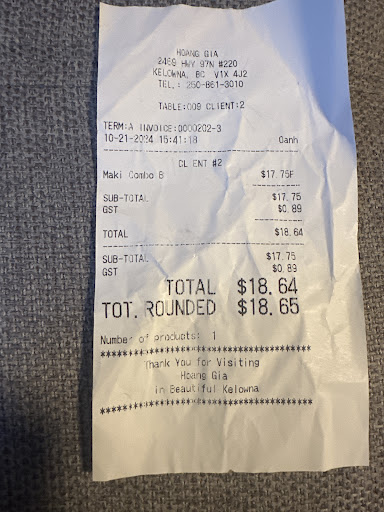 HOANG GIA
2469 HWY 97N #220
KELOWNA, BC V1X 4J2
TEL.: 250-861-3010
TABLE:009 CLIENT:2
TERM:A INVOICE:0000202-3
10-21-2034 15:41:18 Oanh
CLIENT #2
Maki Combo B $17.75F
SUB-TOTAL $17.75
GST $0.89
TOTAL $18.64
SUB-TOTAL $17.75
GST $0.89
TOTAL $18.64
TOT. ROUNDED $18.65
Number of products: 1
Thank You for Visiting
Hoang Gia
in Beautiful Kelowna